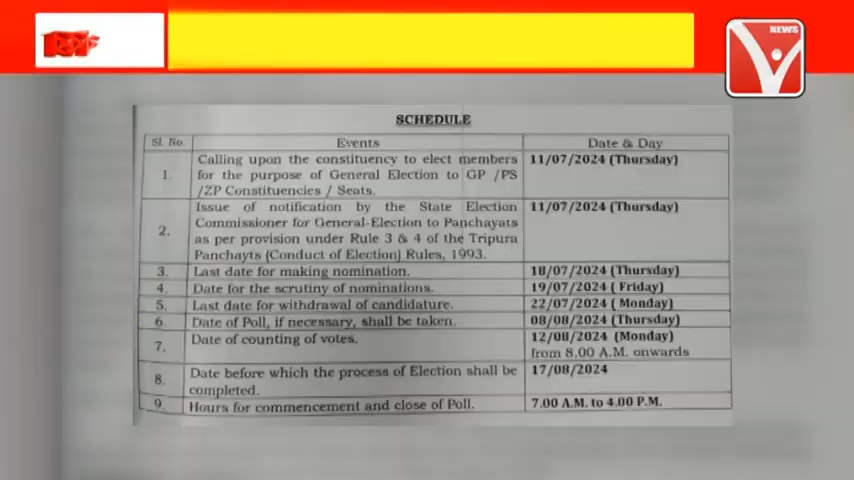 NEWS
SCHEDULE
Sl. No.
Events
Date & Day
1.
Calling upon the constituency to elect members
for the purpose of General Election to GP /PS
/ZP Constituencies / Seats.
11/07/2024 (Thursday)
2.
Issue of notification by the State Election
Commissioner for General-Election to Panchayats
as per provision under Rule 3 & 4 of the Tripura
Panchayts (Conduct of Election) Rules, 1993.
11/07/2024 (Thursday)
3.
Last date for making nomination.
18/07/2024 (Thursday)
4.
Date for the scrutiny of nominations.
19/07/2024 ( Friday)
5.
Last date for withdrawal of candidature.
22/07/2024 ( Monday)
6.
Date of Poll, if necessary, shall be taken.
08/08/2024 (Thursday)
7.
Date of counting of votes.
12/08/2024 (Monday)
from 8.00 A.M. onwards
8.
Date before which the process of Election shall be
completed.
17/08/2024
9.
Hours for commencement and close of Poll.
7.00 A.M. to 4.00 P.M.